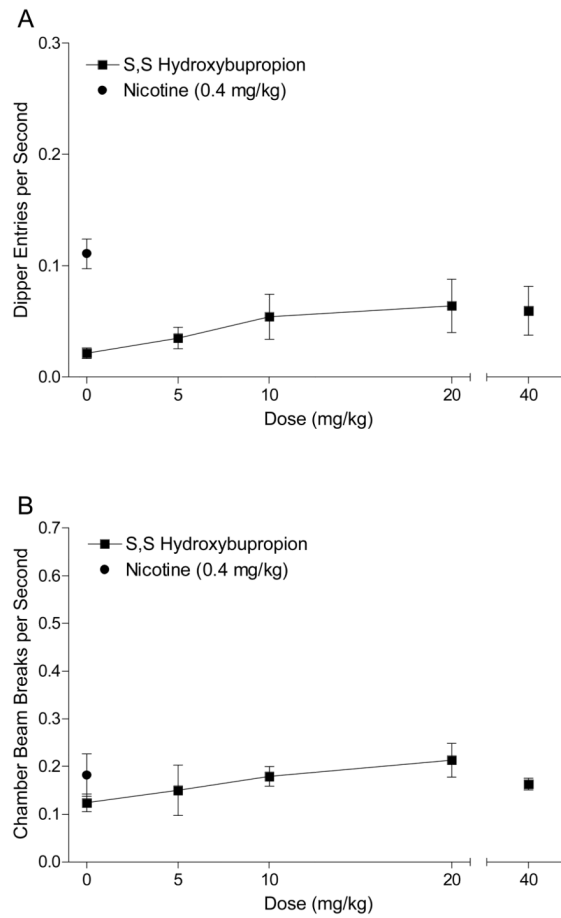 A
0.3
S,S Hydroxybupropion
Nicotine (0.4 mg/kg)
0.2
Dipper Entries per Second
0.1
0.0
0 5 10 20 40
Dose (mg/kg)
B
0.7
S,S Hydroxybupropion
0.6
Nicotine (0.4 mg/kg)
0.5
Chamber Beam Breaks per Second
0.4
0.3
0.2
0.1
0.0
0 5 10 20 40
Dose (mg/kg)